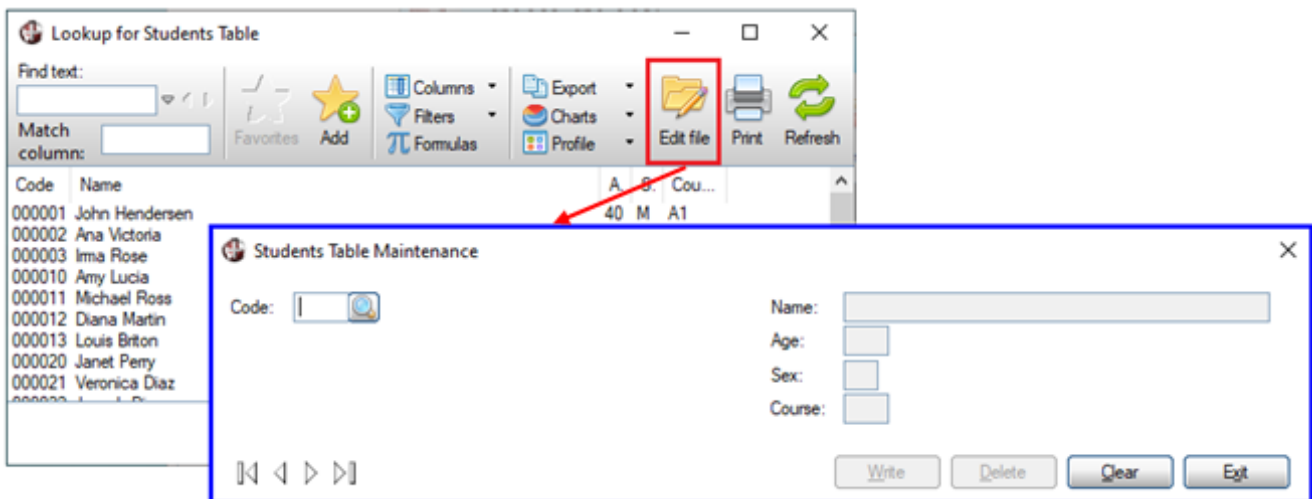 Lookup for Students Table
Find text:
Match column:
Favorites Add
Columns
Filters
Formulas
Export
Charts
Profile
Edit file Print Refresh
Code Name A. S. Cou...
000001 John Hendersen 40 M A1
000002 Ana Victoria
000003 Irma Rose
000010 Amy Lucia
000011 Michael Ross
000012 Diana Martin
000013 Louis Briton
000020 Janet Perry
000021 Veronica Diaz
Students Table Maintenance
Code:
Name:
Age:
Sex:
Course:
Write Delete Clear Exit